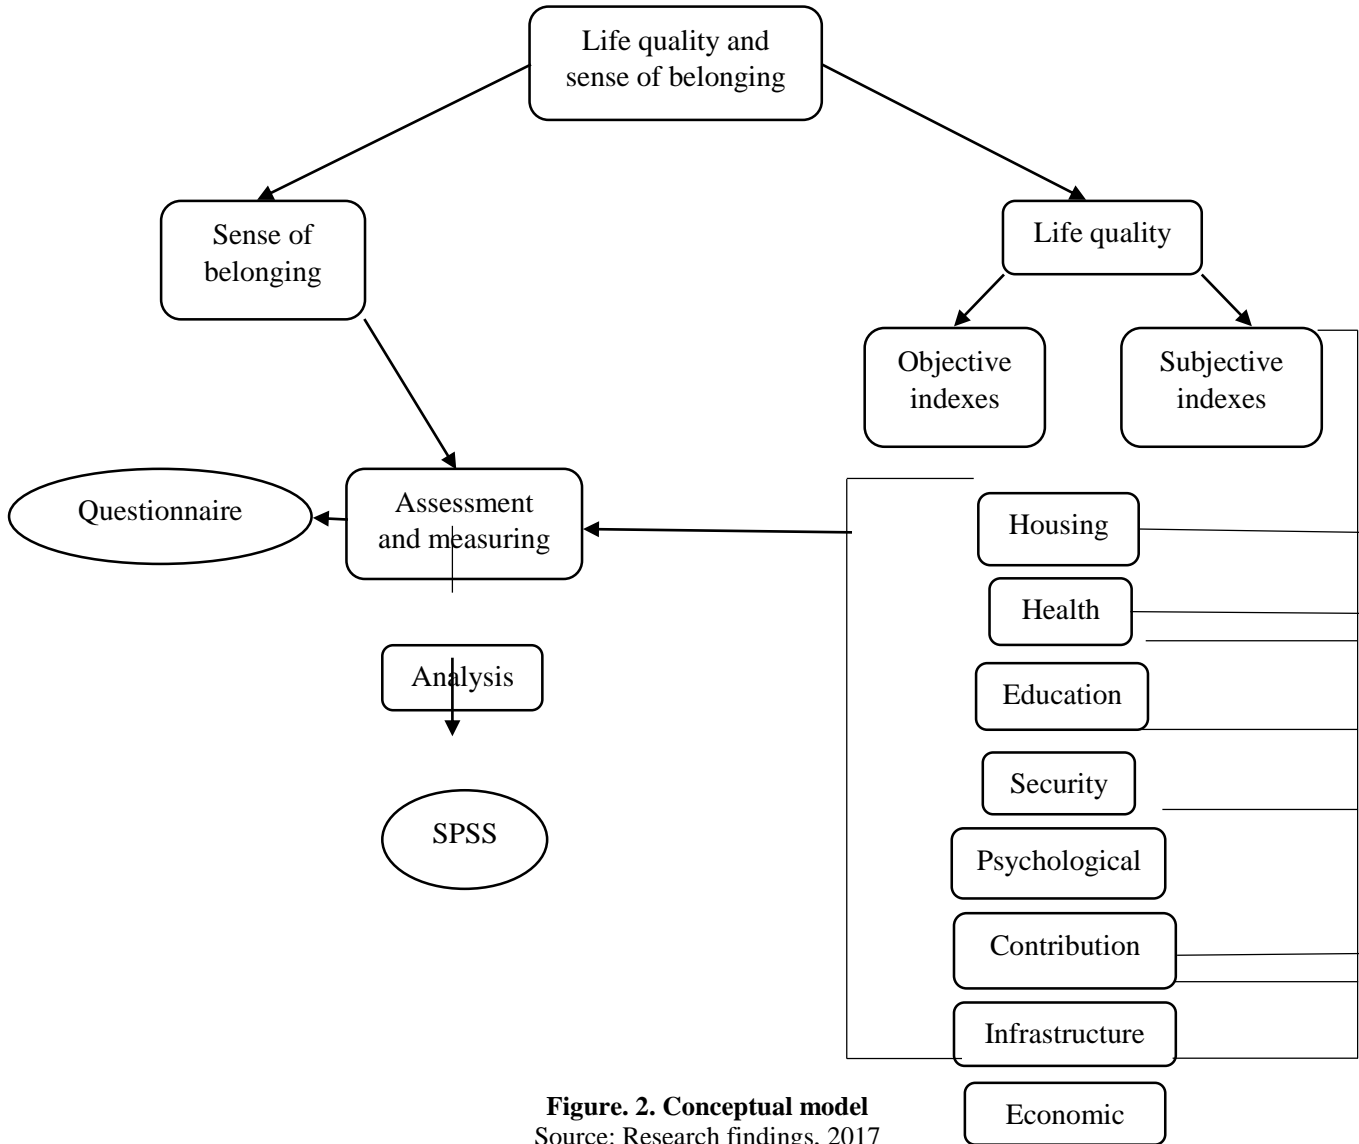 Life quality and
sense of belonging
Sense of
belonging
Life quality
Objective
indexes
Subjective
indexes
Questionnaire
Assessment
and measuring
Housing
Health
Analysis
Education
Security
SPSS
Psychological
Contribution
Infrastructure
Economic
Figure. 2. Conceptual model
Source: Research findings, 2017